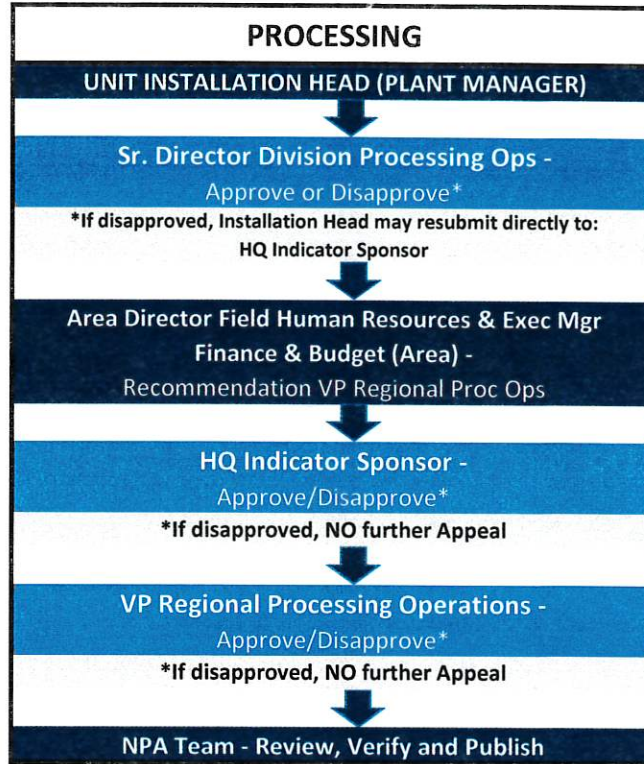 PROCESSING
UNIT INSTALLATION HEAD (PLANT MANAGER)
Sr. Director Division Processing Ops -
Approve or Disapprove*
*If disapproved, Installation Head may resubmit directly to:
HQ Indicator Sponsor
Area Director Field Human Resources & Exec Mgr
Finance & Budget (Area) -
Recommendation VP Regional Proc Ops
HQ Indicator Sponsor -
Approve/Disapprove*
*If disapproved, NO further Appeal
VP Regional Processing Operations -
Approve/Disapprove*
*If disapproved, NO further Appeal
NPA Team - Review, Verify and Publish